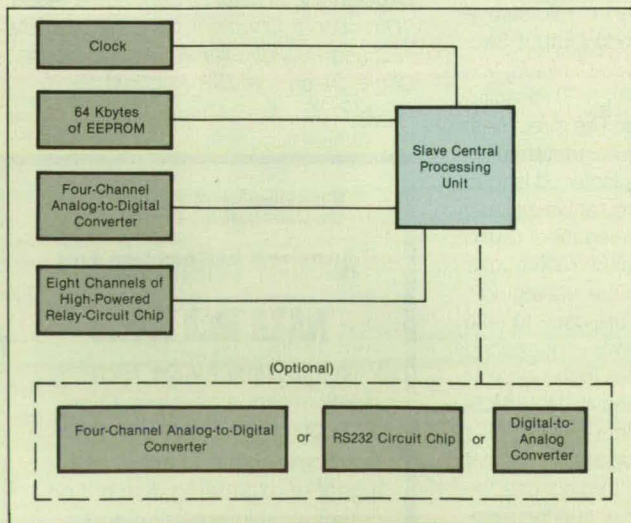 Clock
64 Kbytes
of EEPROM
Four-Channel
Analog-to-Digital
Converter
Eight Channels of
High-Powered
Relay-Circuit Chip
Slave Central
Processing
Unit
(Optional)
Four-Channel Analog-to-Digital
Converter
or
RS232 Circuit Chip
or
Digital-to-
Analog
Converter